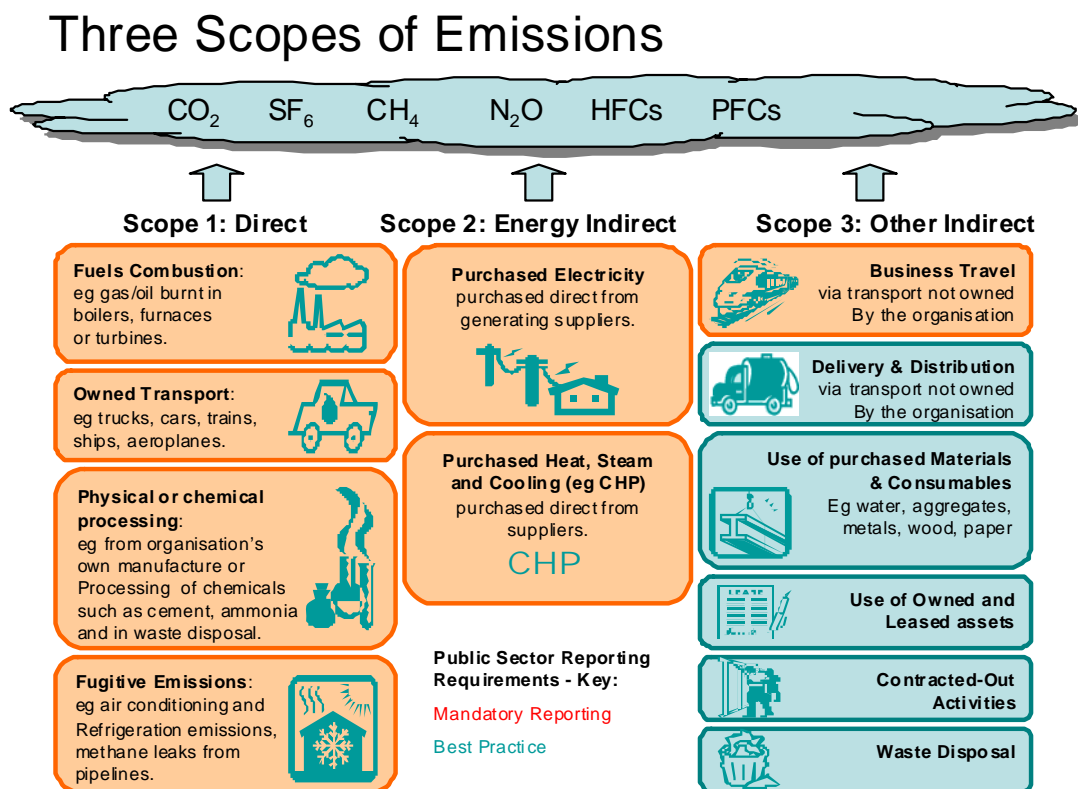 Three Scopes of Emissions
CO2 SF6 CH4 N2O HFCs PFCs
Scope 1: Direct
Fuels Combustion:
eg gas/oil burnt in
boilers, furnaces
or turbines.
Owned Transport:
eg trucks, cars, trains,
ships, aeroplanes.
Physical or chemical
processing:
eg from organisation's
own manufacture or
Processing of chemicals
such as cement, ammonia
and in waste disposal.
Fugitive Emissions:
eg air conditioning and
Refrigeration emissions,
methane leaks from
pipelines.
Scope 2: Energy Indirect
Purchased Electricity
purchased direct from
generating suppliers.
Purchased Heat, Steam
and Cooling (eg CHP)
purchased direct from
suppliers.
CHP
Public Sector Reporting
Requirements - Key:
Mandatory Reporting
Best Practice
Scope 3: Other Indirect
Business Travel
via transport not owned
By the organisation
Delivery & Distribution
via transport not owned
By the organisation
Use of purchased Materials
& Consumables
Eg water, aggregates,
metals, wood, paper
Use of Owned and
Leased assets
Contracted-Out
Activities
Waste Disposal